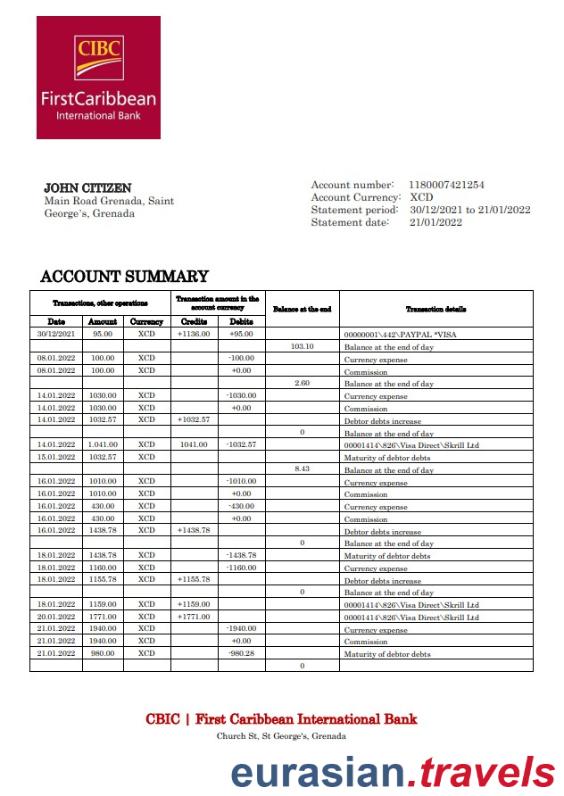 CIBC
FirstCaribbean
International Bank
JOHN CITIZEN
Main Road Grenada, Saint
George's, Grenada
Account number: 1180007421254
Account Currency: XCD
Statement period: 30/12/2021 to 21/01/2022
Statement date: 21/01/2022
ACCOUNT SUMMARY
Transactions, other operations Transaction amount in the account currency Balance at the end Transaction details
Date Amount Currency Credits Debits
30/12/2021 95.00 XCD +1136.00 +95.00 00000001\442\PAYPAL *VISA
103.10 Balance at the end of day
08.01.2022 100.00 XCD -100.00 Currency expense
08.01.2022 100.00 XCD +0.00 Commission
2.60 Balance at the end of day
14.01.2022 1030.00 XCD -1030.00 Currency expense
14.01.2022 1030.00 XCD +0.00 Commission
14.01.2022 1032.57 XCD +1032.57 Debtor debts increase
0 Balance at the end of day
14.01.2022 1.041.00 XCD 1041.00 -1032.57 00001414\826\Visa Direct\Skrill Ltd
15.01.2022 1032.57 XCD Maturity of debtor debts
8.43 Balance at the end of day
16.01.2022 1010.00 XCD -1010.00 Currency expense
16.01.2022 1010.00 XCD +0.00 Commission
16.01.2022 430.00 XCD -430.00 Currency expense
16.01.2022 430.00 XCD +0.00 Commission
16.01.2022 1438.78 XCD +1438.78 Debtor debts increase
0 Balance at the end of day
18.01.2022 1438.78 XCD -1438.78 Maturity of debtor debts
18.01.2022 1160.00 XCD -1160.00 Currency expense
18.01.2022 1155.78 XCD +1155.78 Debtor debts increase
0 Balance at the end of day
18.01.2022 1159.00 XCD +1159.00 00001414\826\Visa Direct\Skrill Ltd
20.01.2022 1771.00 XCD +1771.00 00001414\826\Visa Direct\Skrill Ltd
21.01.2022 1940.00 XCD -1940.00 Currency expense
21.01.2022 1940.00 XCD +0.00 Commission
21.01.2022 980.00 XCD -980.28 Maturity of debtor debts
0
CBIC | First Caribbean International Bank
Church St, St George's, Grenada
eurasian.travels